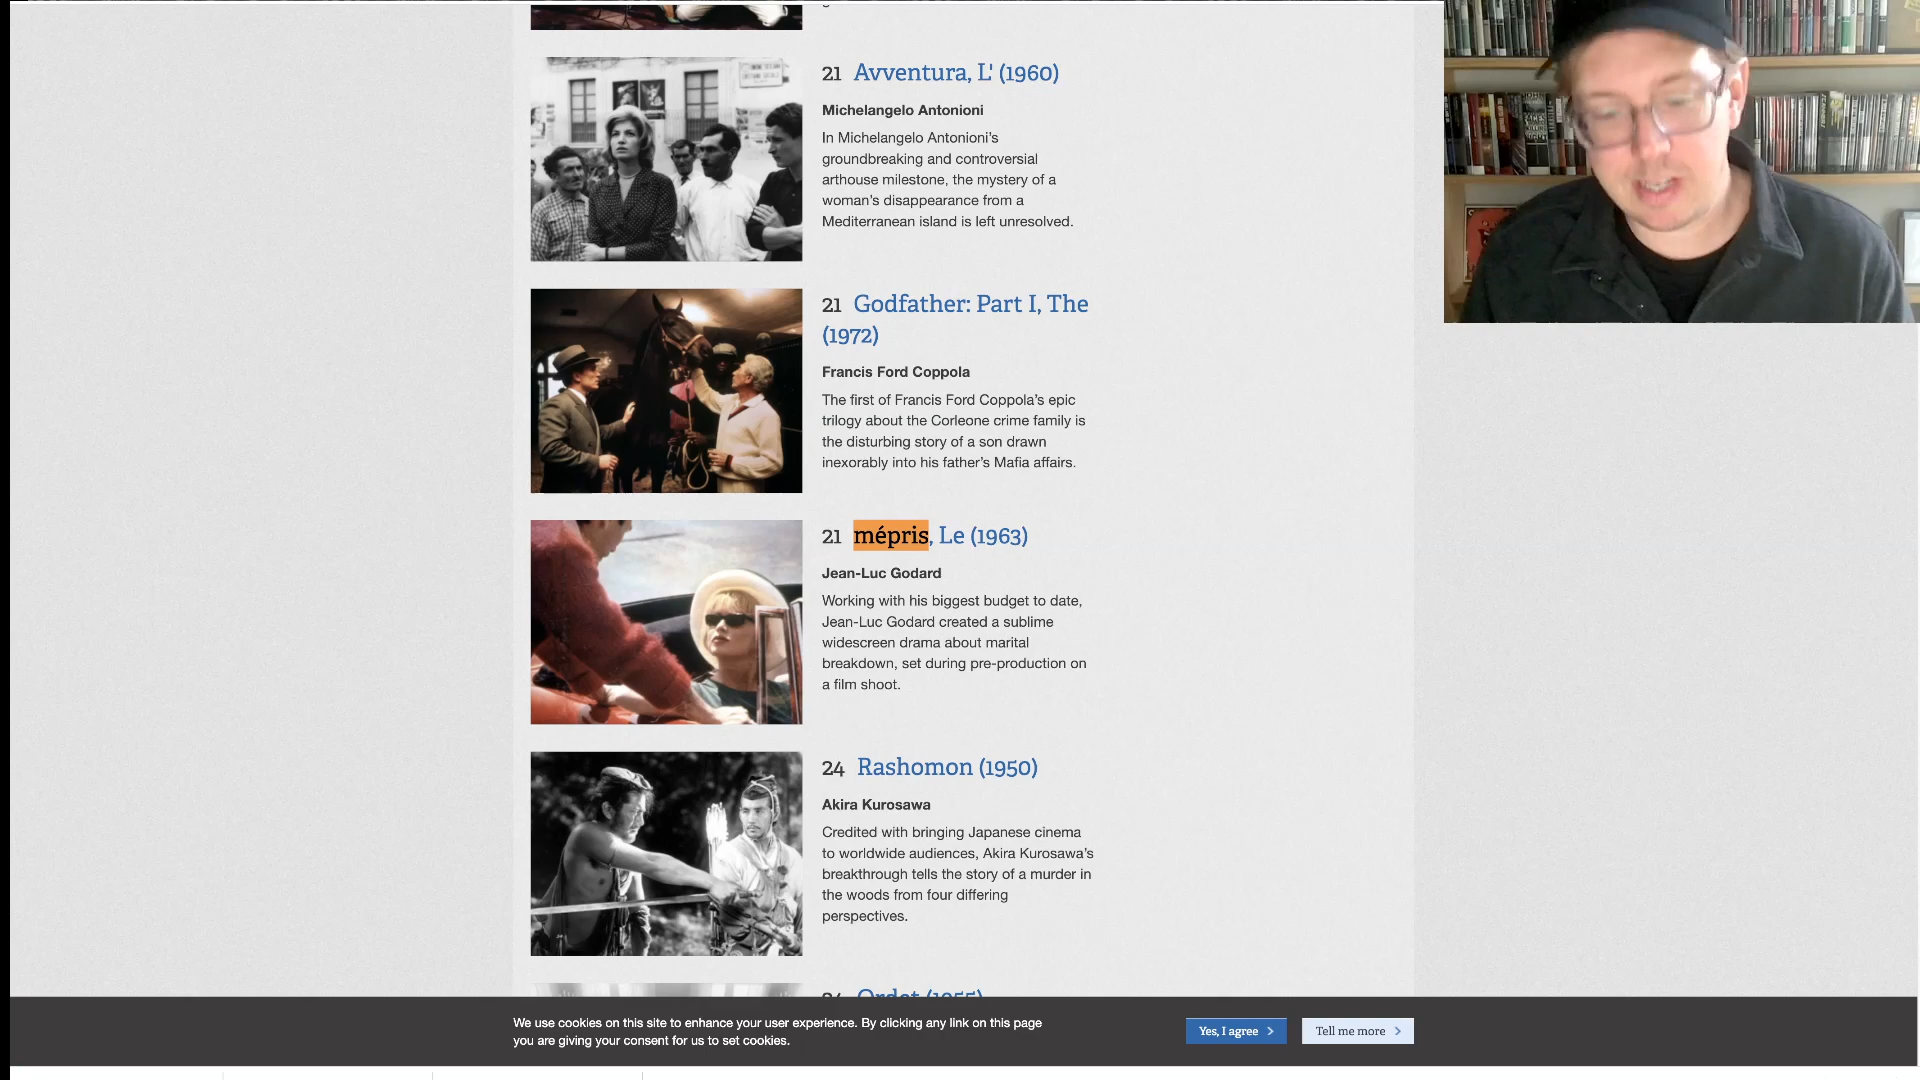 21 Avventura, L' (1960)
Michelangelo Antonioni
In Michelangelo Antonioni's
groundbreaking and controversial
arthouse milestone, the mystery of a
woman's disappearance from a
Mediterranean island is left unresolved.
21 Godfather: Part I, The
(1972)
Francis Ford Coppola
The first of Francis Ford Coppola's epic
trilogy about the Corleone crime family is
the disturbing story of a son drawn
inexorably into his father's Mafia affairs.
21 mépris, Le (1963)
Jean-Luc Godard
Working with his biggest budget to date,
Jean-Luc Godard created a sublime
widescreen drama about marital
breakdown, set during pre-production on
a film shoot.
24 Rashomon (1950)
Akira Kurosawa
Credited with bringing Japanese cinema
to worldwide audiences, Akira Kurosawa's
breakthrough tells the story of a murder in
the woods from four differing
perspectives.
24 Ordet (1955)
We use cookies on this site to enhance your user experience. By clicking any link on this page
you are giving your consent for us to set cookies.
Yes, I agree
Tell me more